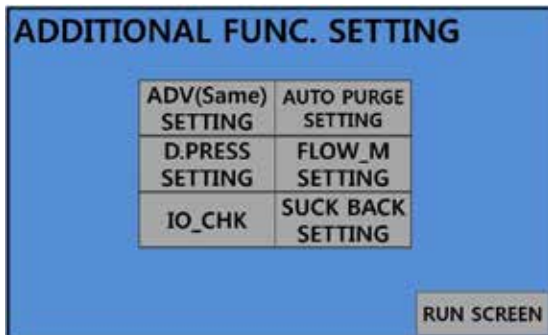 ADDITIONAL FUNC. SETTING
ADV(Same) SETTING
AUTO PURGE SETTING
D.PRESS SETTING
FLOW_M SETTING
IO_CHK
SUCK BACK SETTING
RUN SCREEN